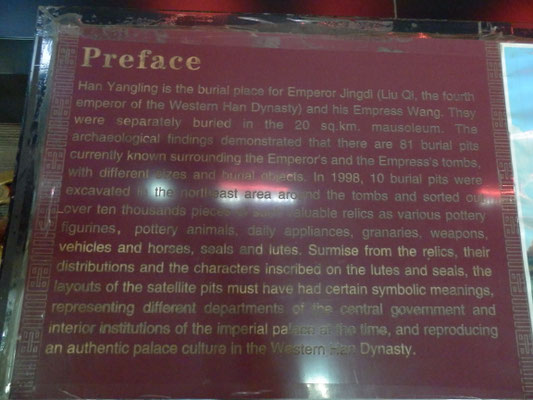 Preface
Han Yangling is the burial place for Emperor Jingdi (Liu Qi, the fourth
emperor of the Western Han Dynasty) and his Empress Wang. They
were separately buried in the 20 sq.km. mausoleum. The
archaeological findings demonstrated that there are 81 burial pits
currently known surrounding the Emperor's and the Empress's tombs,
with different sizes and burial objects. In 1998, 10 burial pits were
excavated in the northeast area around the tombs and sorted out
over ten thousands pieces of such valuable relics as various pottery
figurines, pottery animals, daily appliances, granaries, weapons,
vehicles and horses, seals and lutes. Surmise from the relics, their
distributions and the characters inscribed on the lutes and seals, the
layouts of the satellite pits must have had certain symbolic meanings,
representing different departments of the central government and
interior institutions of the imperial palace at the time, and reproducing
an authentic palace culture in the Western Han Dynasty.